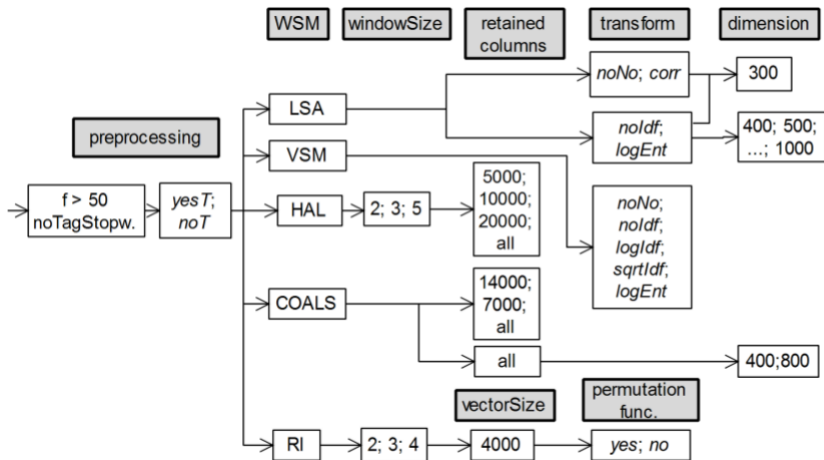 WSM
windowSize
retained
columns
transform
dimension
preprocessing
f > 50
noTagStopw.
yesT;
noT
LSA
noNo; corr
300
noIdf;
logEnt
400; 500;
...; 1000
VSM
noNo;
noIdf;
logIdf;
sqrtIdf;
logEnt
HAL
2; 3; 5
5000;
10000;
20000;
all
COALS
14000;
7000;
all
all
400;800
vectorSize
permutation
func.
RI
2; 3; 4
4000
yes; no